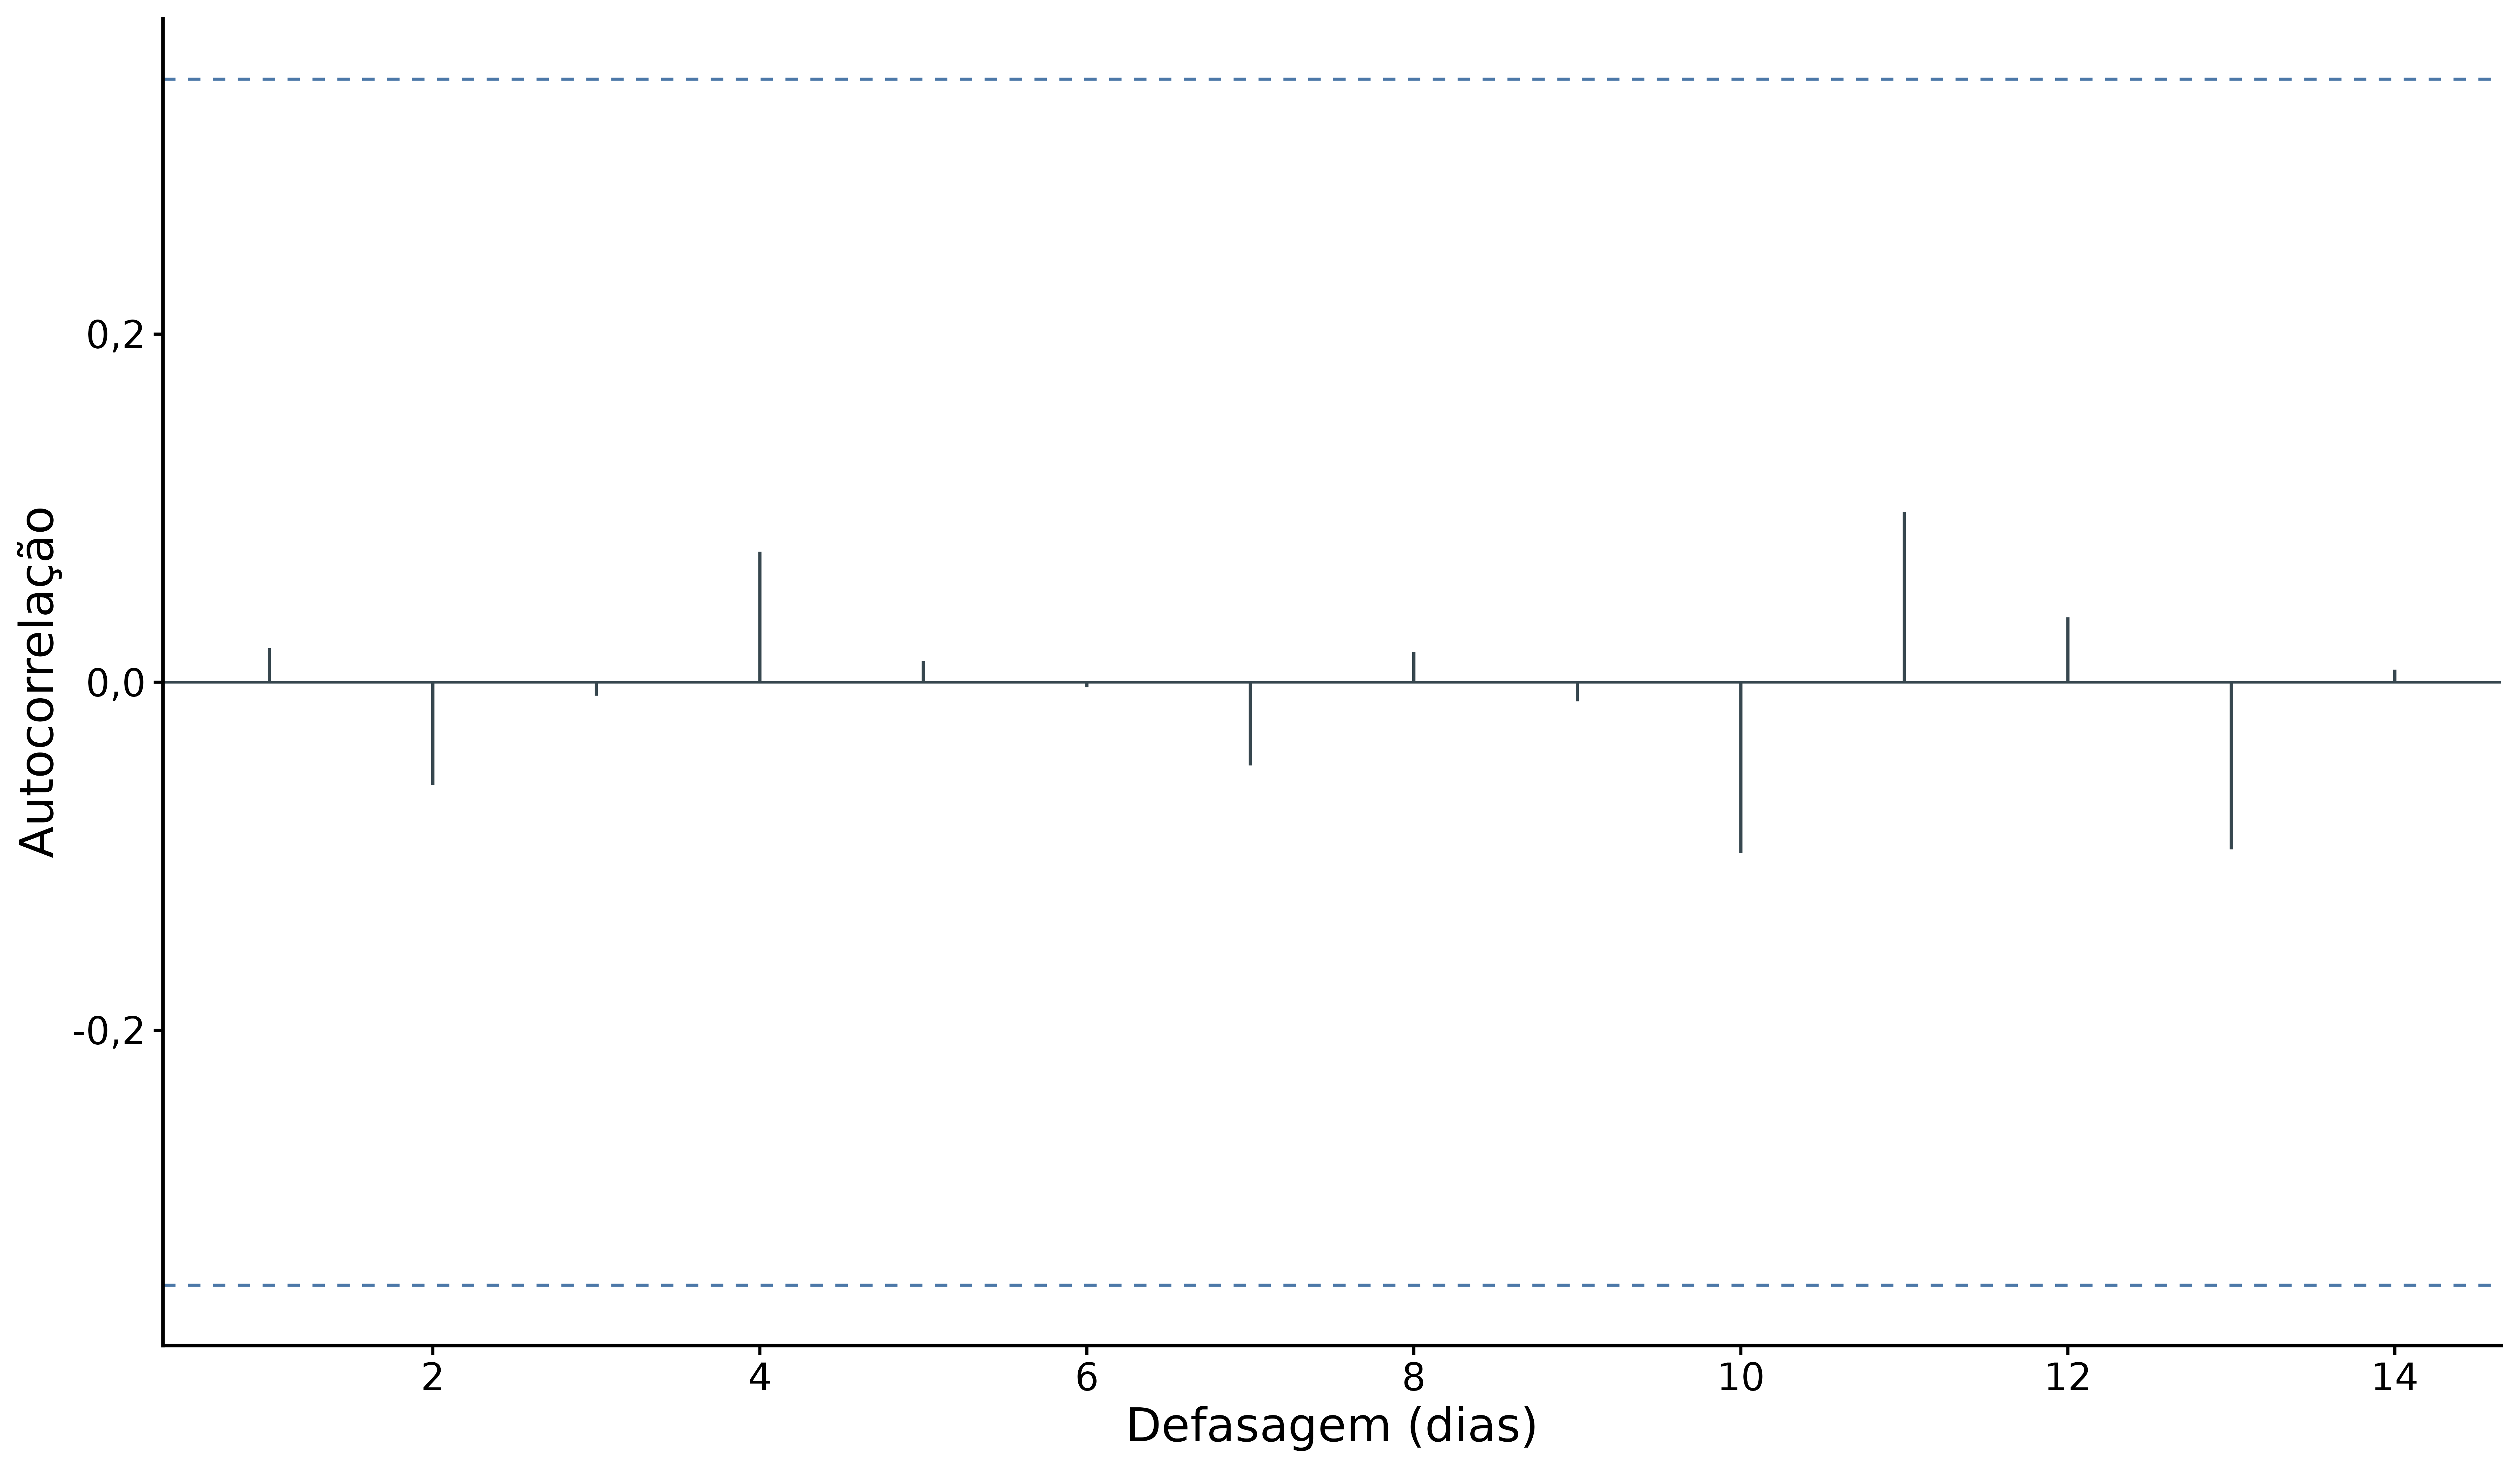 Autocorrelação
0,2
0,0
-0,2
2 4 6 8 10 12 14
Defasagem (dias)